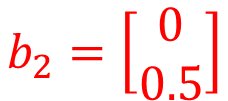 b₂ = [0
0.5]